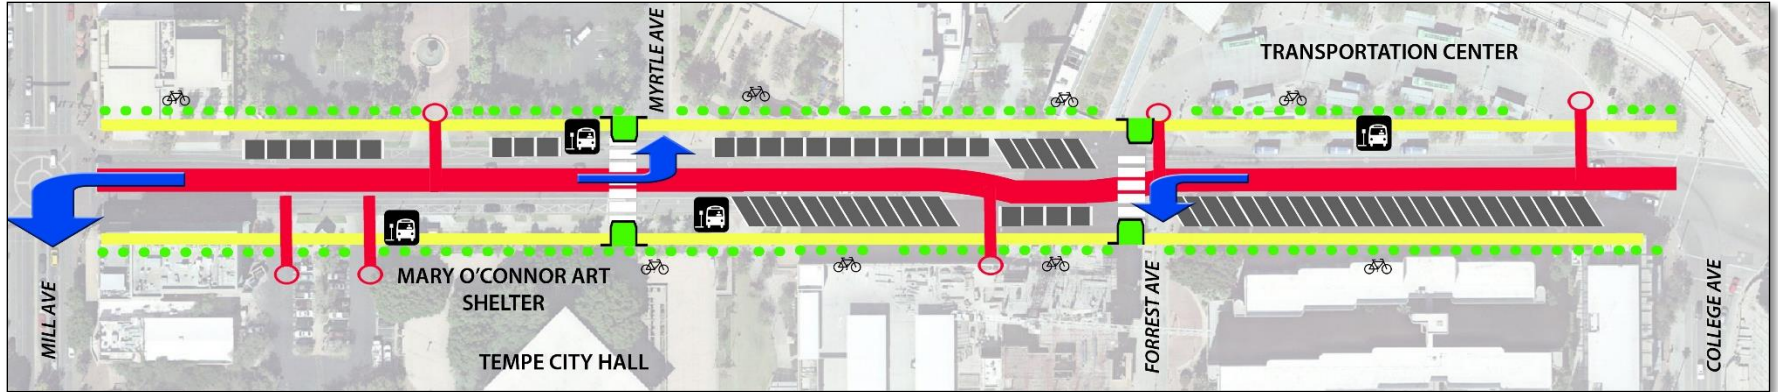 MYRTLE AVE
TRANSPORTATION CENTER
MARY O'CONNOR ART
SHELTER
MILL AVE
TEMPE CITY HALL
FORREST AVE
COLLEGE AVE